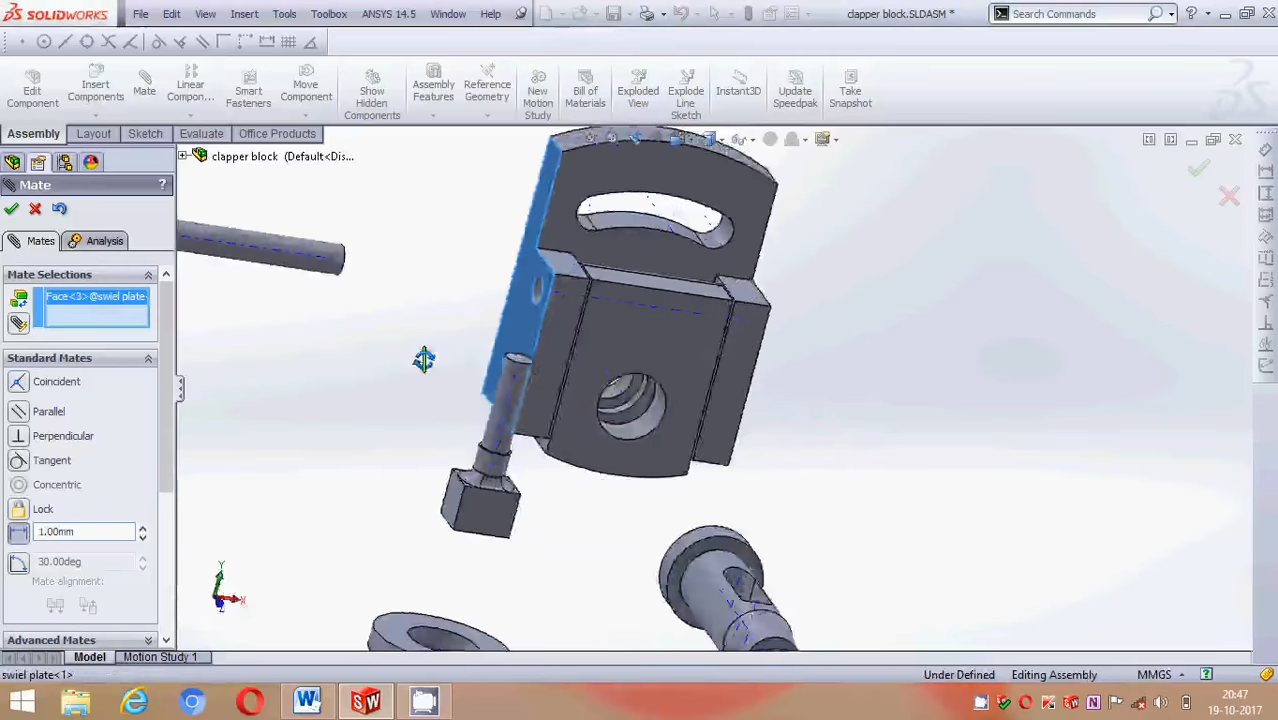 SOLIDWORKS File Edit View Insert Tools Toolbox ANSYS 14.5 Window Help clapper block.SLDASM * Search Commands
Edit Component
Insert Components
Mate
Linear Compon...
Smart Fasteners
Move Component
Show Hidden Components
Assembly Features
Reference Geometry
New Motion Study
Bill of Materials
Exploded View
Explode Line Sketch
Instant3D
Update Speedpak
Take Snapshot
Assembly Layout Sketch Evaluate Office Products
clapper block (Default<Dis...
Mate ?
Mates Analysis
Mate Selections
Face<3>@swiel plate-
Standard Mates
Coincident
Parallel
Perpendicular
Tangent
Concentric
Lock
1.00mm
30.00deg
Mate alignment:
Advanced Mates
Y
X
Z
Model Motion Study 1
swiel plate<1> Under Defined Editing Assembly MMGS
20:47
19-10-2017